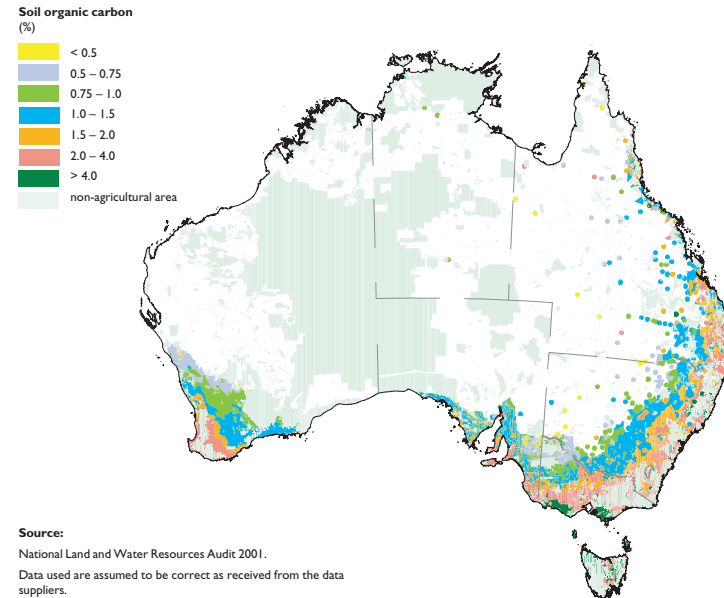 Soil organic carbon
(%)
< 0.5
0.5 – 0.75
0.75 – 1.0
1.0 – 1.5
1.5 – 2.0
2.0 – 4.0
> 4.0
non-agricultural area
Source:
National Land and Water Resources Audit 2001.
Data used are assumed to be correct as received from the data
suppliers.